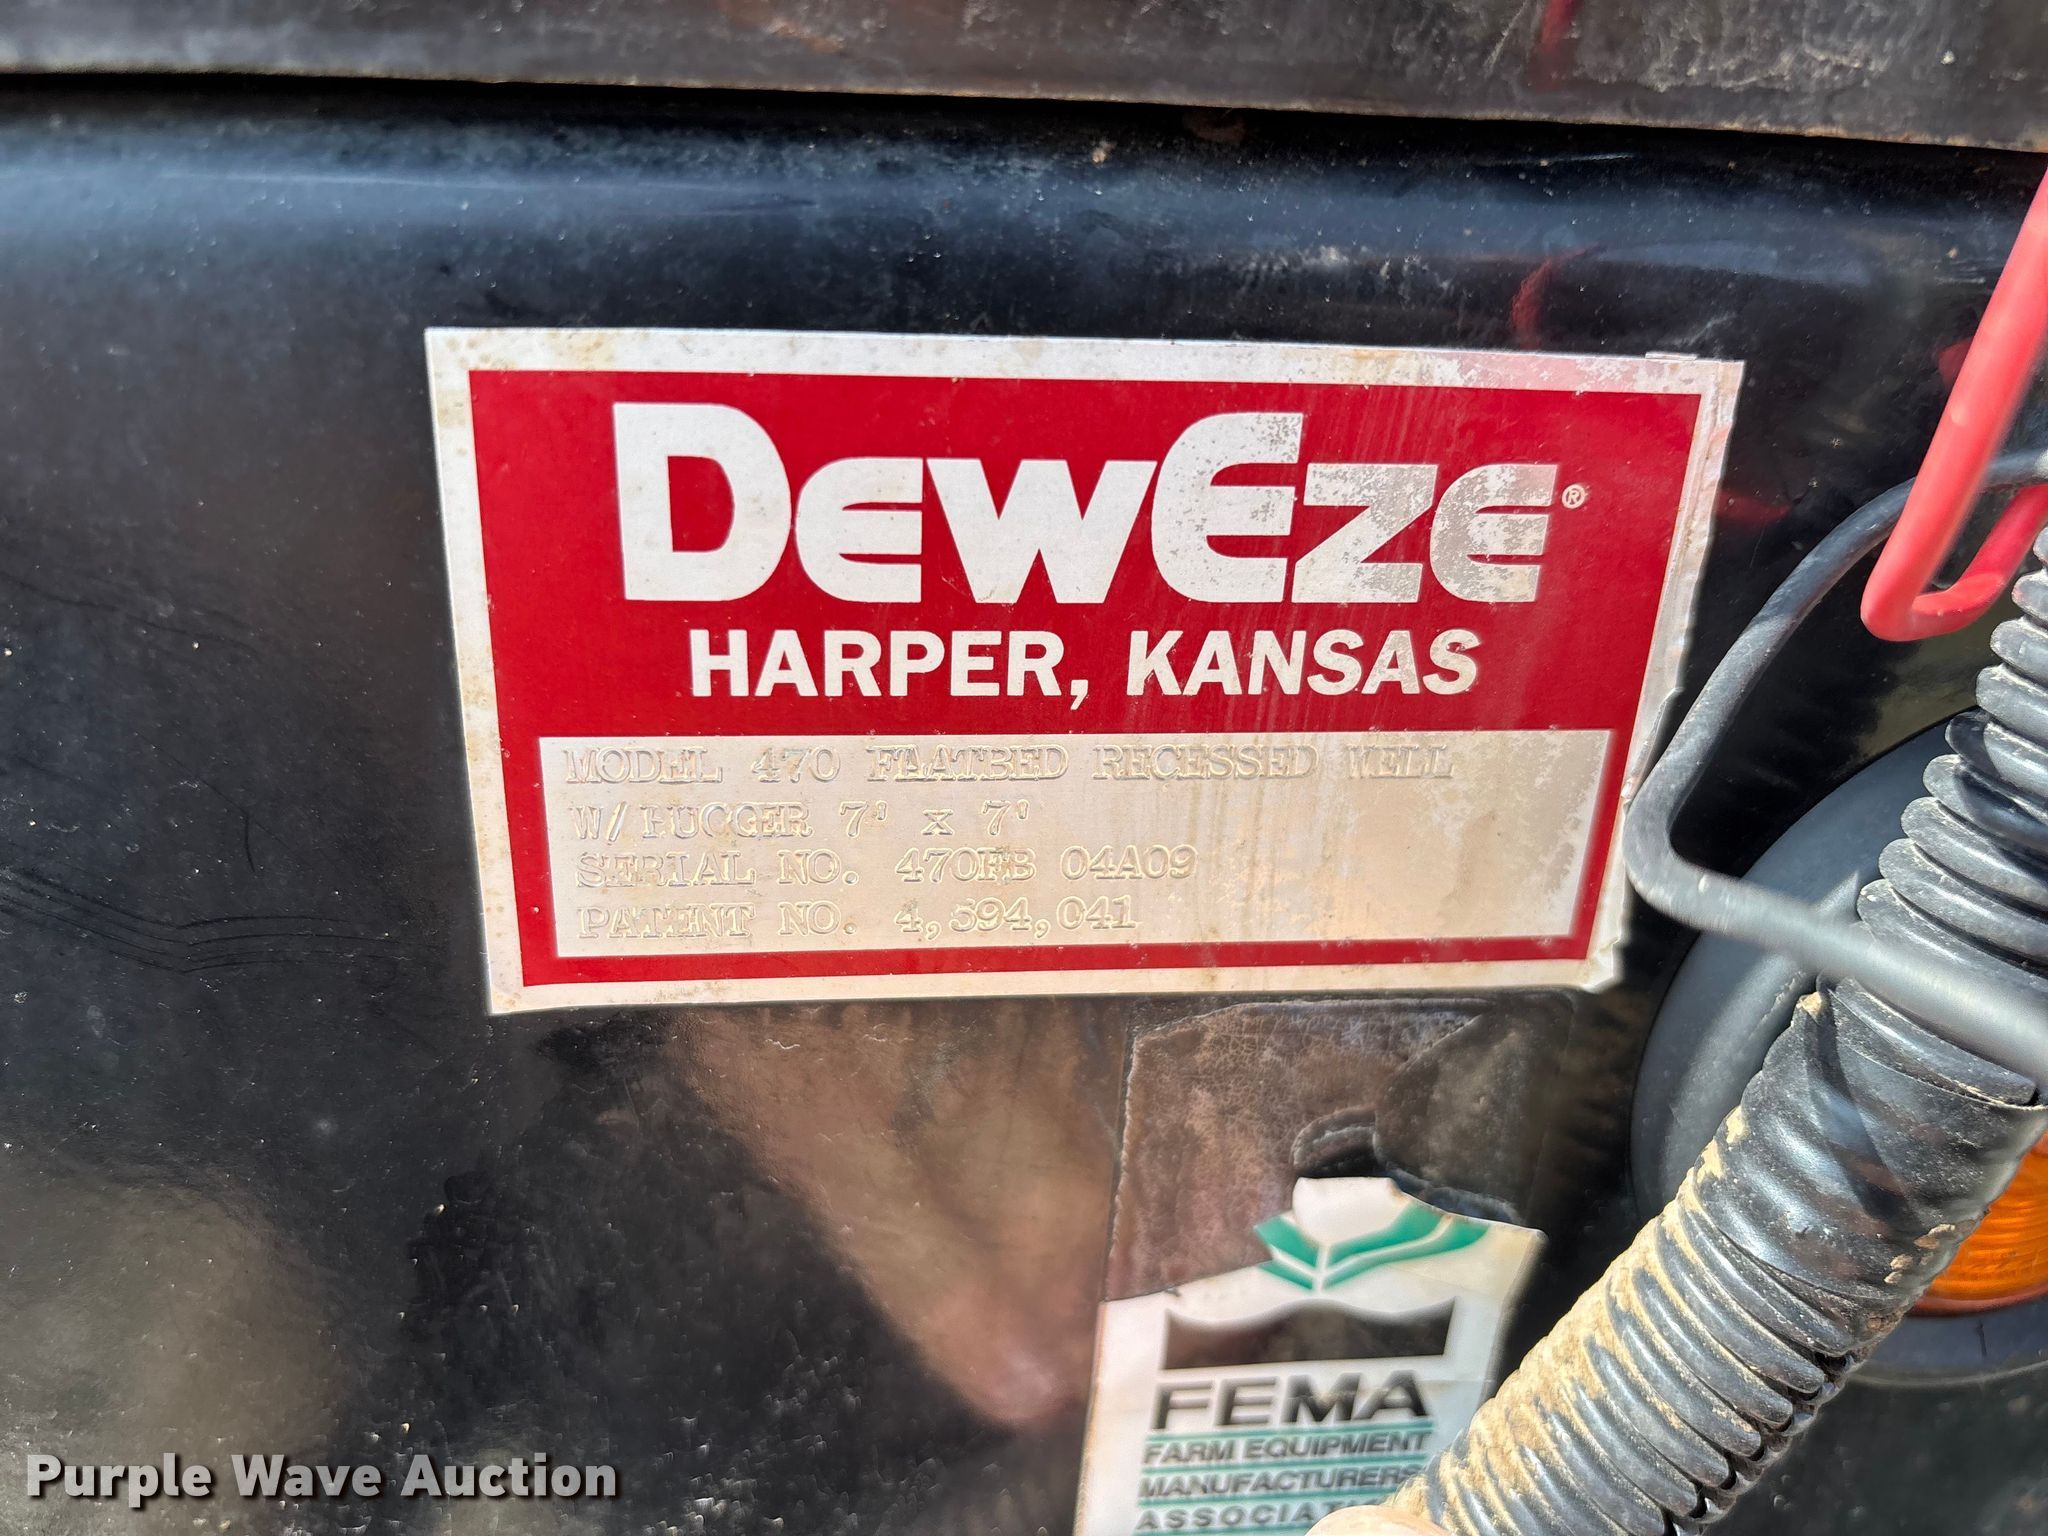 DEWEZE®
HARPER, KANSAS
MODEL 470 FLATBED RECESSED WELL
W/ HUGGER 7' x 7'
SERIAL NO. 470FB 04A09
PATENT NO. 4,594,041
FEMA
FARM EQUIPMENT
MANUFACTURERS
ASSOCIAT
Purple Wave Auction